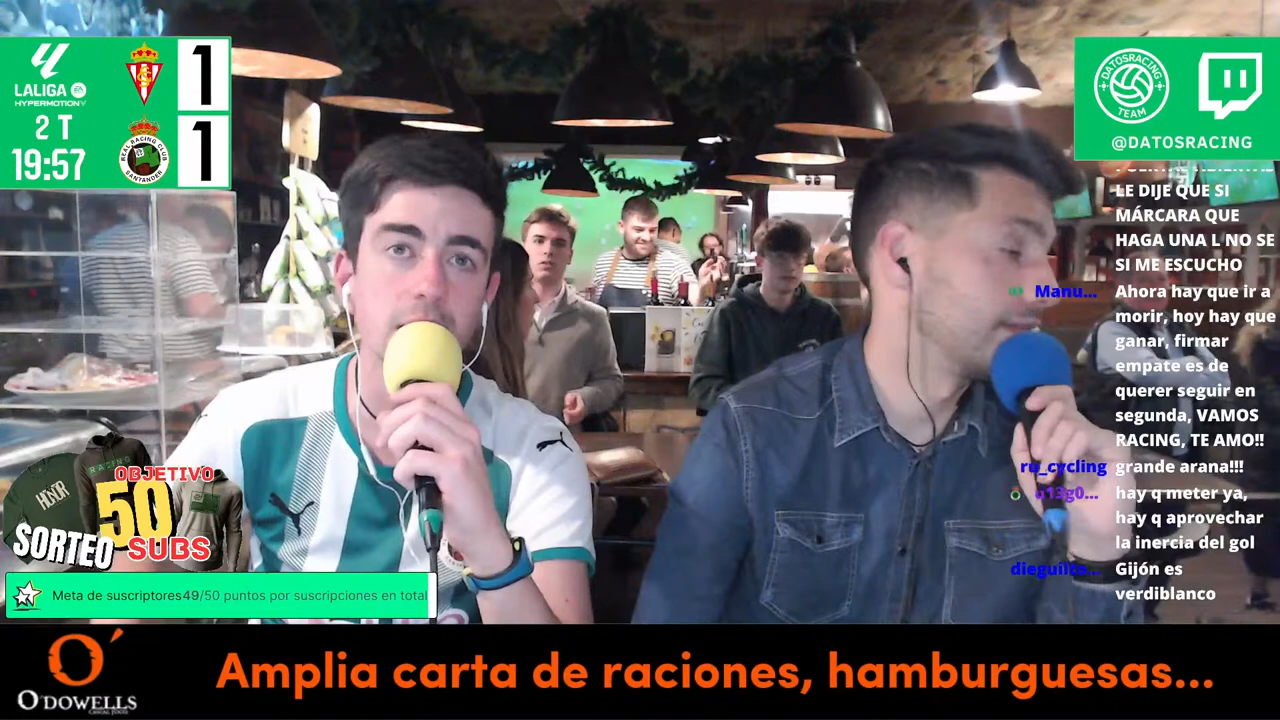 LALIGA
HYPERMOTION
2 T
19:57
1
1
REAL RACING CLUB
SANTANDER
DATOSRACING
TEAM
@DATOSRACING
LE DIJE QUE SI
MÁRCARA QUE
HAGA UNA L NO SE
SI ME ESCUCHO
Manu... Ahora hay que ir a
morir, hoy hay que
ganar, firmar
empate es de
querer seguir en
segunda, VAMOS
RACING, TE AMO!!
ru_cycling grande arana!!!
hay q meter ya,
hay q aprovechar
la inercia del gol
Gijón es
verdiblanco
RACING
HONOR
OBJETIVO
50
SORTEO
SUBS
Meta de suscriptores 49/50 puntos por suscripciones en total
O'DOWELLS
Amplia carta de raciones, hamburguesas...